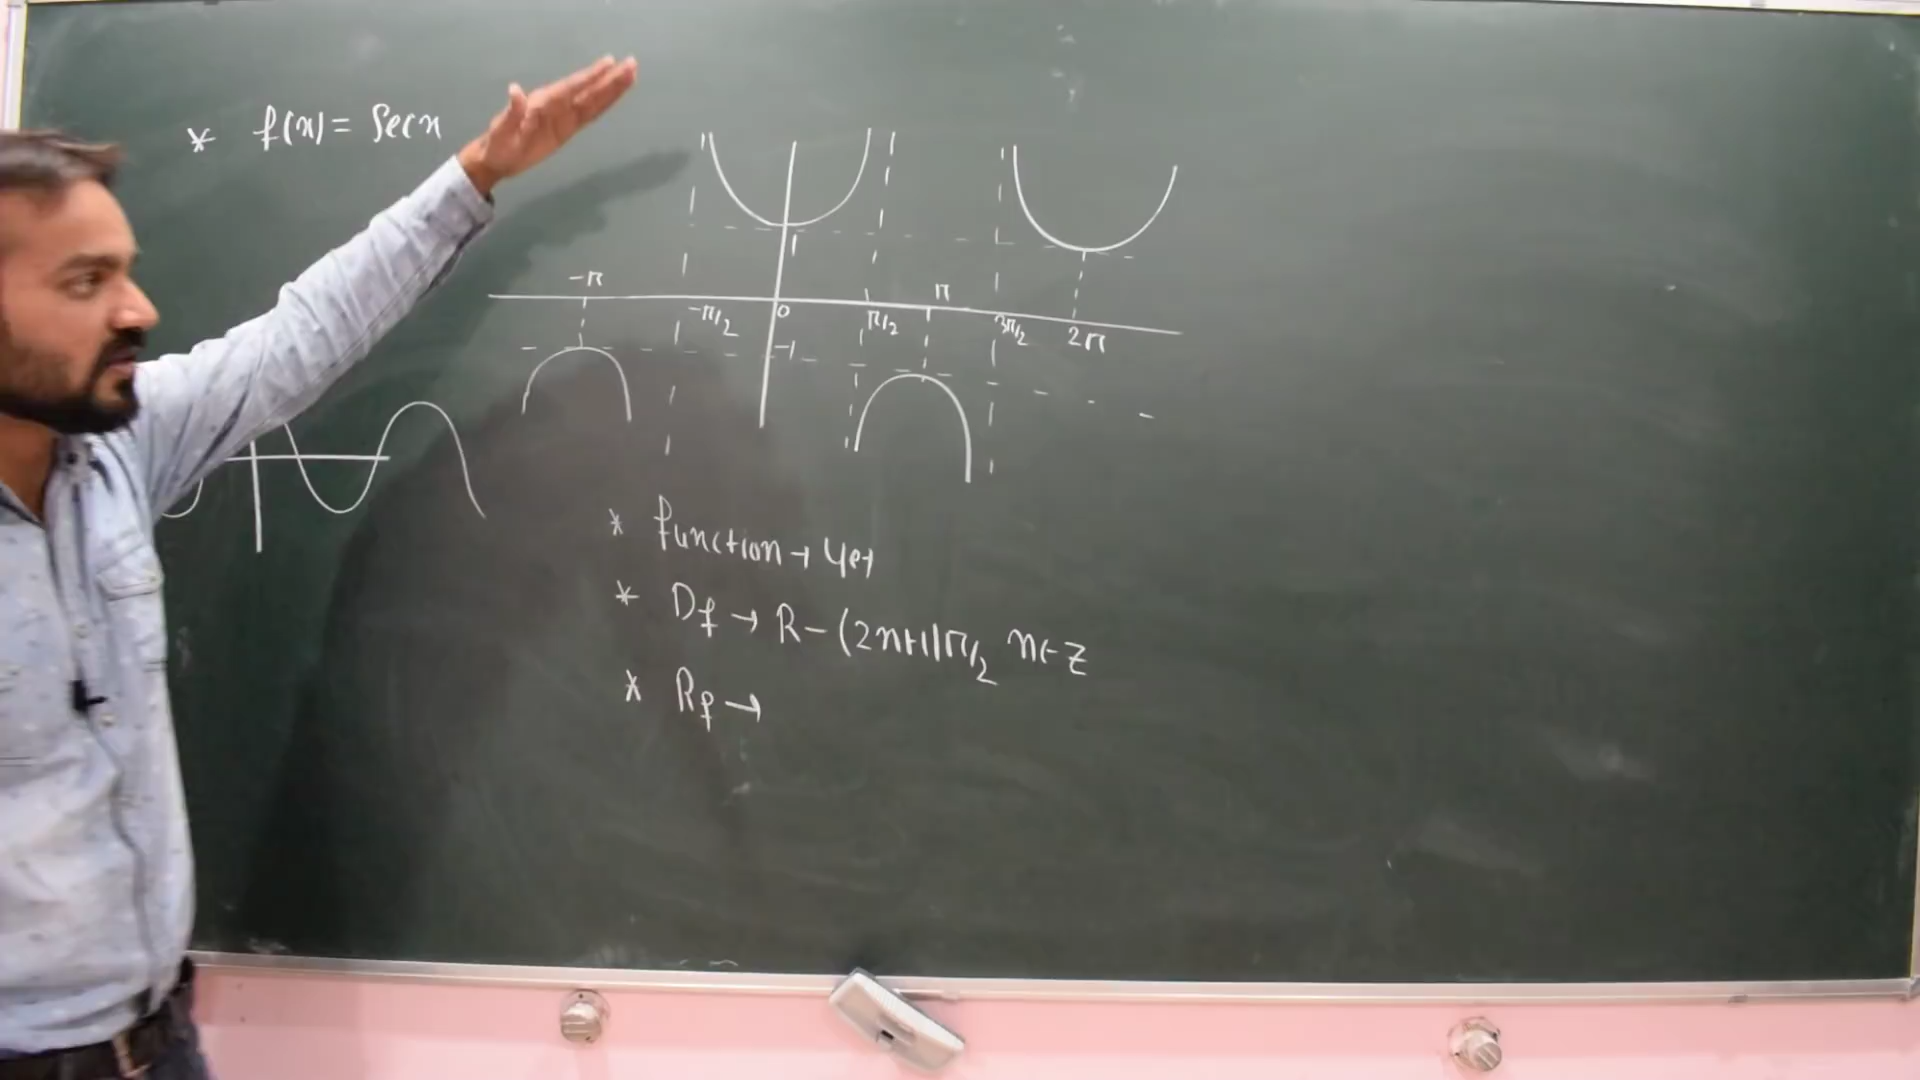 * f(x) = Secx
1
-π π
-π/2 0 π/2 3π/2 2π
-1
* function → Yes
* Df → R - (2n+1)π/2 n∈Z
* Rf →